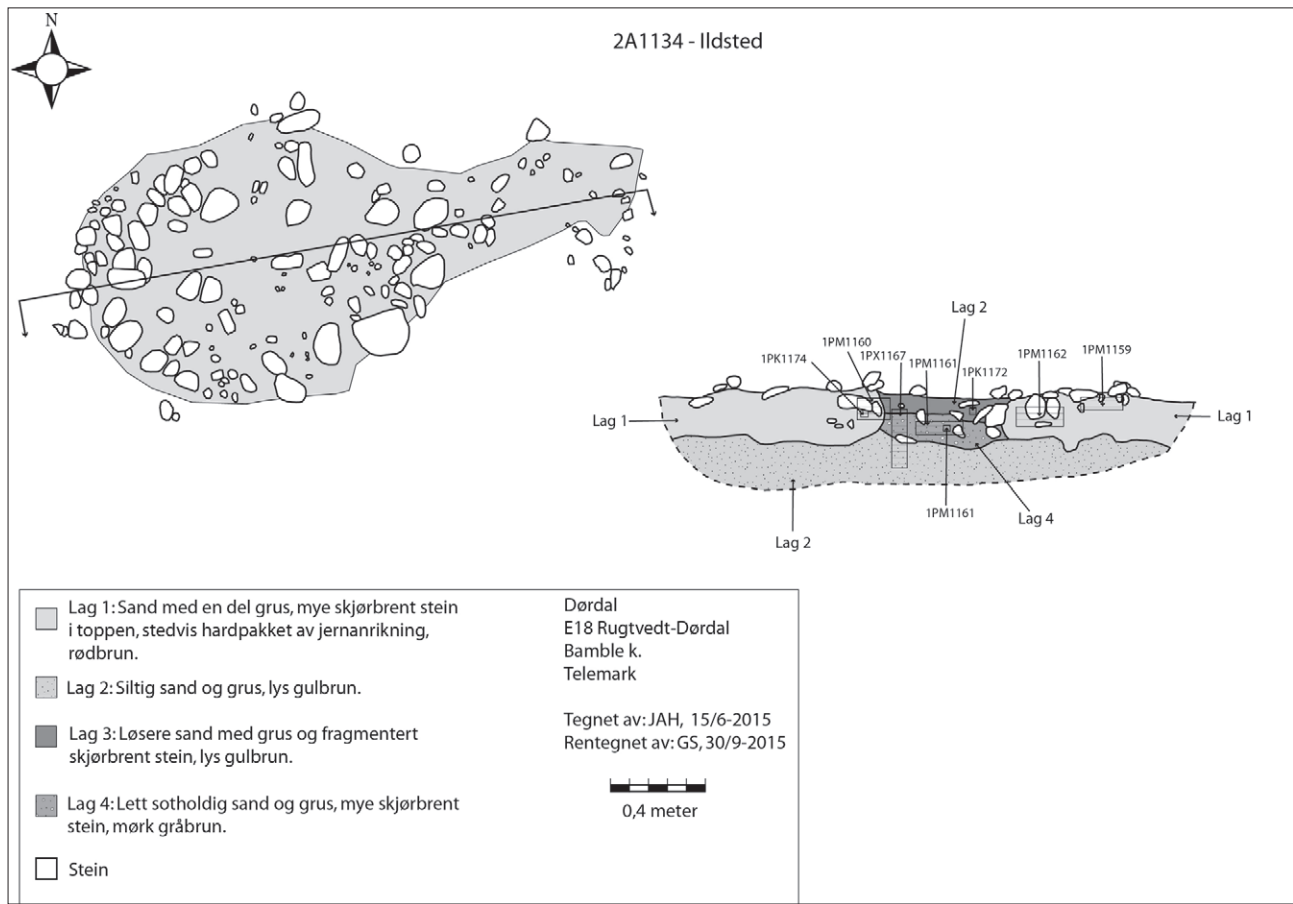 N
2A1134 - Ildsted
Lag 2
1PM1160
1PK1174
1PX1167
1PM1161
1PK1172
1PM1162
1PM1159
Lag 1
Lag 1
1PM1161
Lag 4
Lag 2
Lag 1: Sand med en del grus, mye skjørbrent stein
i toppen, stedvis hardpakket av jernanrikning,
rødbrun.
Lag 2: Siltig sand og grus, lys gulbrun.
Lag 3: Løsere sand med grus og fragmentert
skjørbrent stein, lys gulbrun.
Lag 4: Lett sotholdig sand og grus, mye skjørbrent
stein, mørk gråbrun.
Stein
Dørdal
E18 Rugtvedt-Dørdal
Bamble k.
Telemark
Tegnet av: JAH, 15/6-2015
Rentegnet av: GS, 30/9-2015
0,4 meter